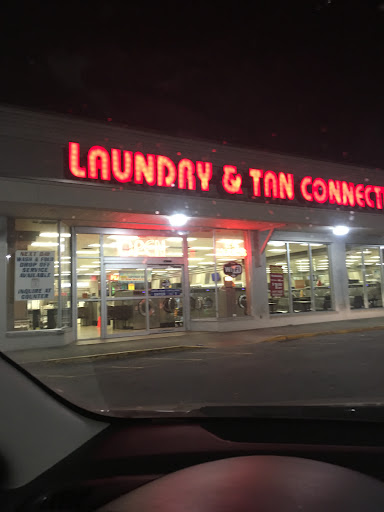 LAUNDRY & TAN CONNECT
OPEN
NEXT DAY
WASH & FOLD
DROP OFF
SERVICE
AVAILABLE
INQUIRE AT
COUNTER